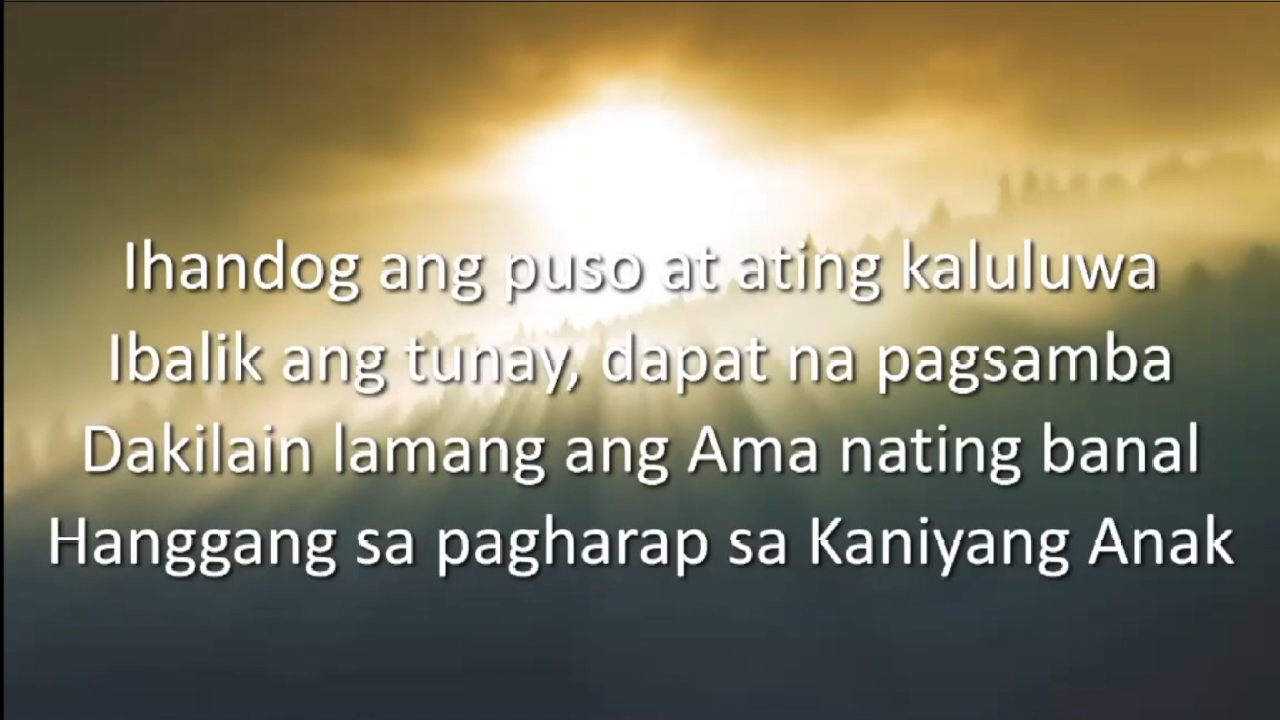 Ihandog ang puso at ating kaluluwa
Ibalik ang tunay, dapat na pagsamba
Dakilain lamang ang Ama nating banal
Hanggang sa pagharap sa Kaniyang Anak